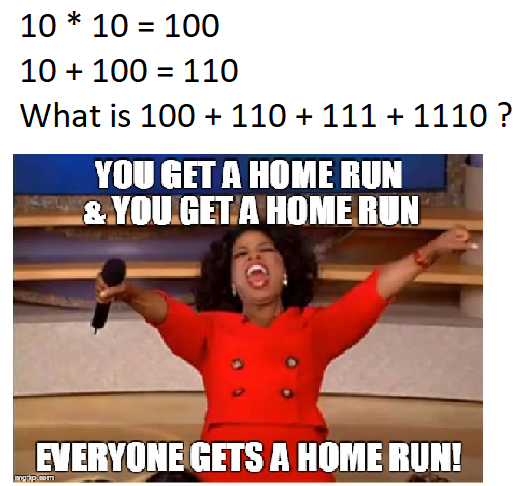 10 * 10 = 100
10 + 100 = 110
What is 100 + 110 + 111 + 1110 ?
YOU GET A HOME RUN
& YOU GET A HOME RUN
EVERYONE GETS A HOME RUN!
imgflip.com